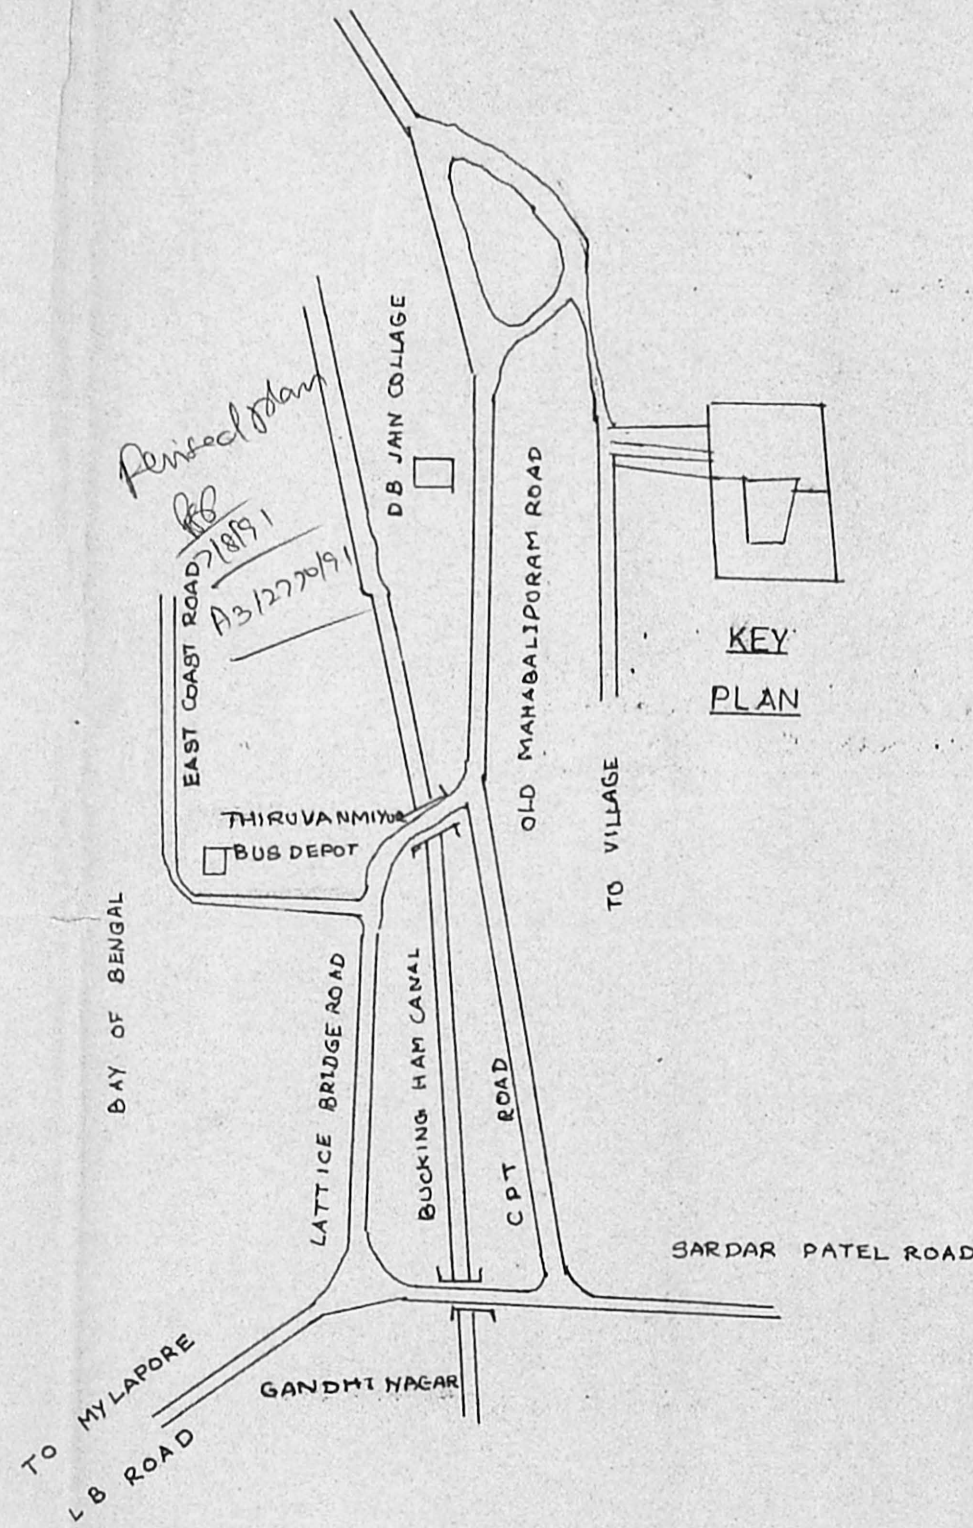 DB JAIN COLLAGE
Revised plan
7/8/91
A3/2770/91
EAST COAST ROAD
OLD MAHABALIPORAM ROAD
KEY
PLAN
THIRUVANMIYUR
BUS DEPOT
TO VILLAGE
BAY OF BENGAL
LATTICE BRIDGE ROAD
BUCKING HAM CANAL
CPT ROAD
SARDAR PATEL ROAD
GANDHI NAGAR
TO MYLAPORE
LB ROAD